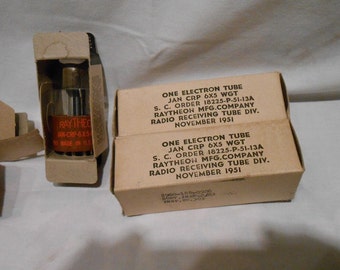 RAYTHEO
ONE ELECTRON TUBE
JAN CRP 6X5 WGT
S. C. ORDER 18225-P-51-13A
RAYTHEON MFG.COMPANY
RADIO RECEIVING TUBE DIV.
NOVEMBER 1951
ONE ELECTRON TUBE
JAN CRP 6X5 WGT
S. C. ORDER 18225-P-51-13A
RAYTHEON MFG.COMPANY
RADIO RECEIVING TUBE DIV.
NOVEMBER 1951